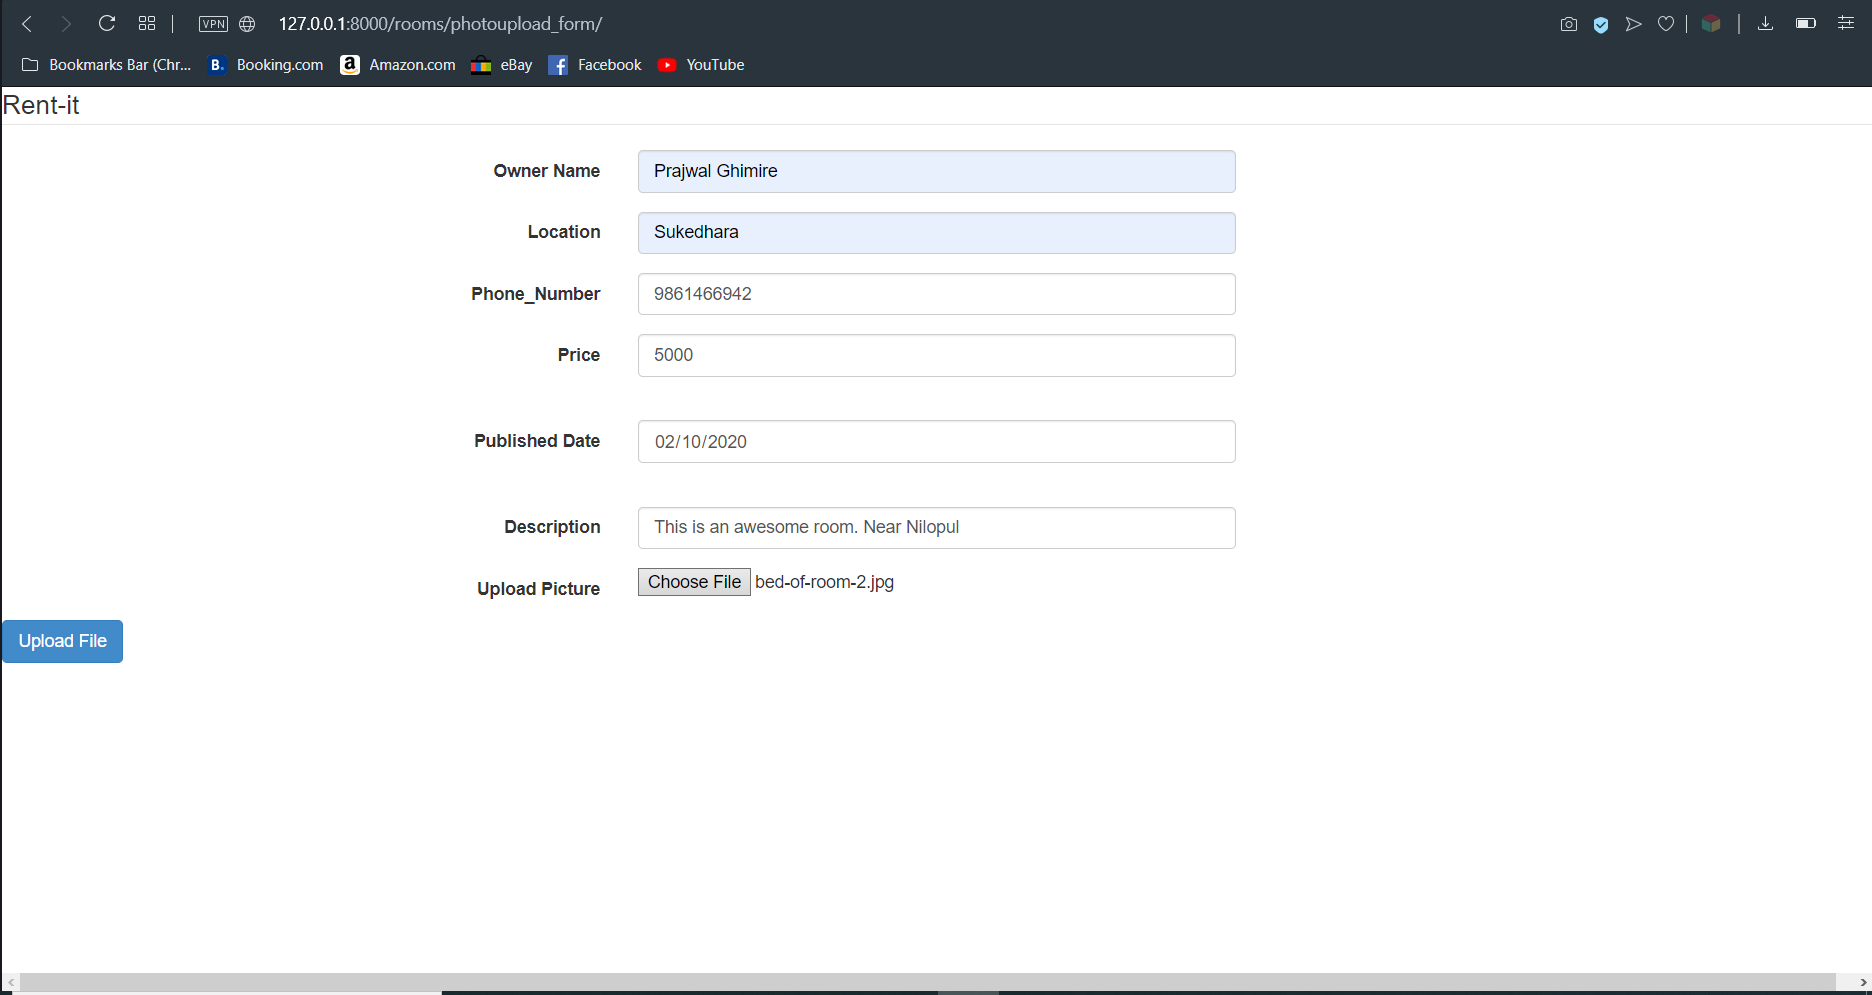 VPN 127.0.0.1:8000/rooms/photoupload_form/
Bookmarks Bar (Chr... B. Booking.com a Amazon.com eBay f Facebook YouTube
Rent-it
Owner Name Prajwal Ghimire
Location Sukedhara
Phone_Number 9861466942
Price 5000
Published Date 02/10/2020
Description This is an awesome room. Near Nilopul
Upload Picture Choose File bed-of-room-2.jpg
Upload File